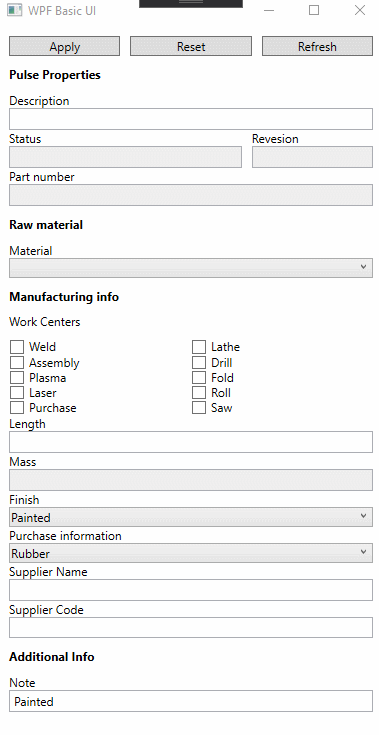 WPF Basic UI
Apply Reset Refresh
Pulse Properties
Description
Status Revesion
Part number
Raw material
Material
Manufacturing info
Work Centers
Weld Lathe
Assembly Drill
Plasma Fold
Laser Roll
Purchase Saw
Length
Mass
Finish
Painted
Purchase information
Rubber
Supplier Name
Supplier Code
Additional Info
Note
Painted